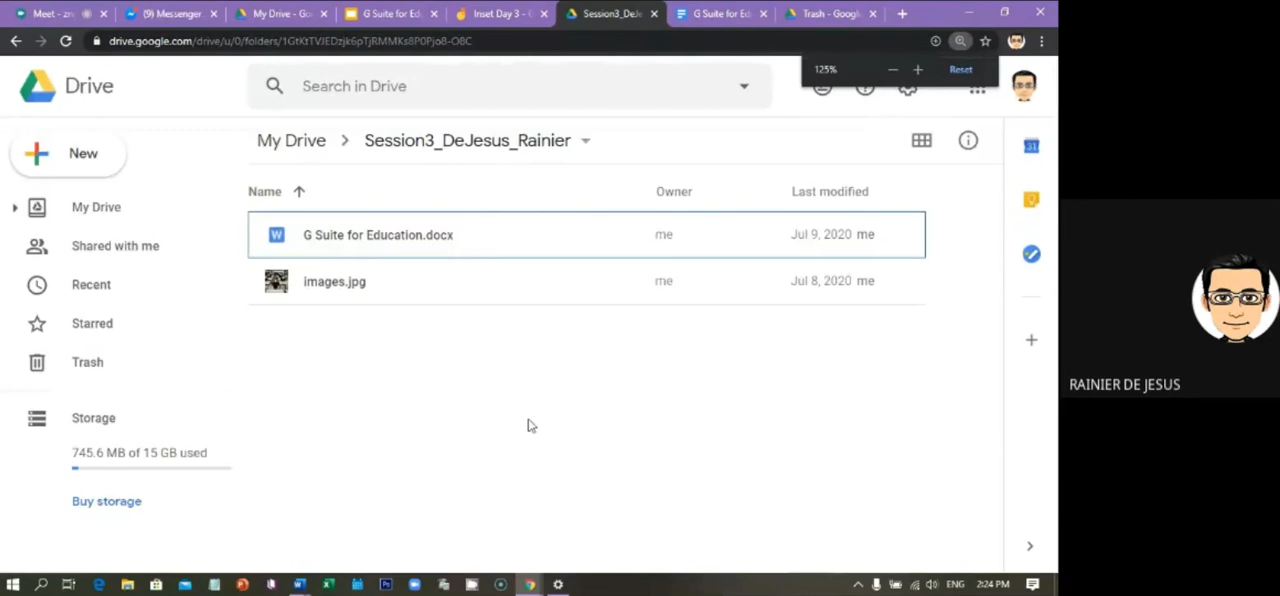 Meet - zn
(9) Messenger
My Drive - Go
G Suite for Ed
Inset Day 3 -
Session3_DeJe
G Suite for Ed
Trash - Google
drive.google.com/drive/u/0/folders/1GtKtTVJEDzjk6pTjRMMKs8P0Pjo8-O8C
125%
Reset
Drive
Search in Drive
New
My Drive
Session3_DeJesus_Rainier
Name
Owner
Last modified
My Drive
G Suite for Education.docx
me
Jul 9, 2020 me
Shared with me
images.jpg
me
Jul 8, 2020 me
Recent
Starred
Trash
Storage
745.6 MB of 15 GB used
Buy storage
RAINIER DE JESUS
ENG
2:24 PM